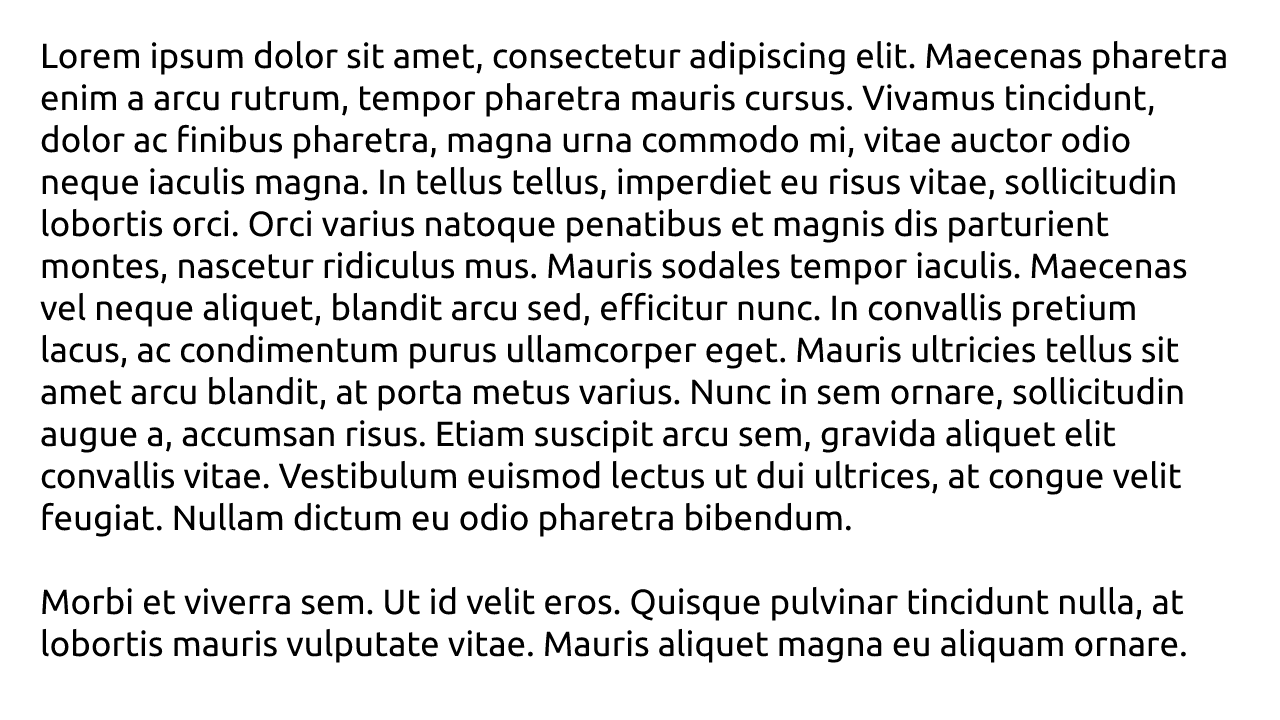 Lorem ipsum dolor sit amet, consectetur adipiscing elit. Maecenas pharetra
enim a arcu rutrum, tempor pharetra mauris cursus. Vivamus tincidunt,
dolor ac finibus pharetra, magna urna commodo mi, vitae auctor odio
neque iaculis magna. In tellus tellus, imperdiet eu risus vitae, sollicitudin
lobortis orci. Orci varius natoque penatibus et magnis dis parturient
montes, nascetur ridiculus mus. Mauris sodales tempor iaculis. Maecenas
vel neque aliquet, blandit arcu sed, efficitur nunc. In convallis pretium
lacus, ac condimentum purus ullamcorper eget. Mauris ultricies tellus sit
amet arcu blandit, at porta metus varius. Nunc in sem ornare, sollicitudin
augue a, accumsan risus. Etiam suscipit arcu sem, gravida aliquet elit
convallis vitae. Vestibulum euismod lectus ut dui ultrices, at congue velit
feugiat. Nullam dictum eu odio pharetra bibendum.

Morbi et viverra sem. Ut id velit eros. Quisque pulvinar tincidunt nulla, at
lobortis mauris vulputate vitae. Mauris aliquet magna eu aliquam ornare.